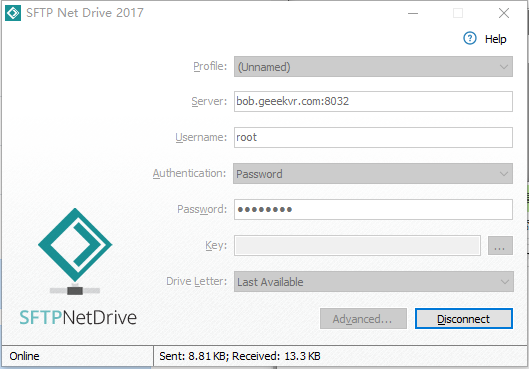 SFTP Net Drive 2017
Help
Profile: (Unnamed)
Server: bob.geeekvr.com:8032
Username: root
Authentication: Password
Password: ●●●●●●●●
Key: ...
Drive Letter: Last Available
SFTPNetDrive
Advanced... Disconnect
Online Sent: 8.81 KB; Received: 13.3 KB